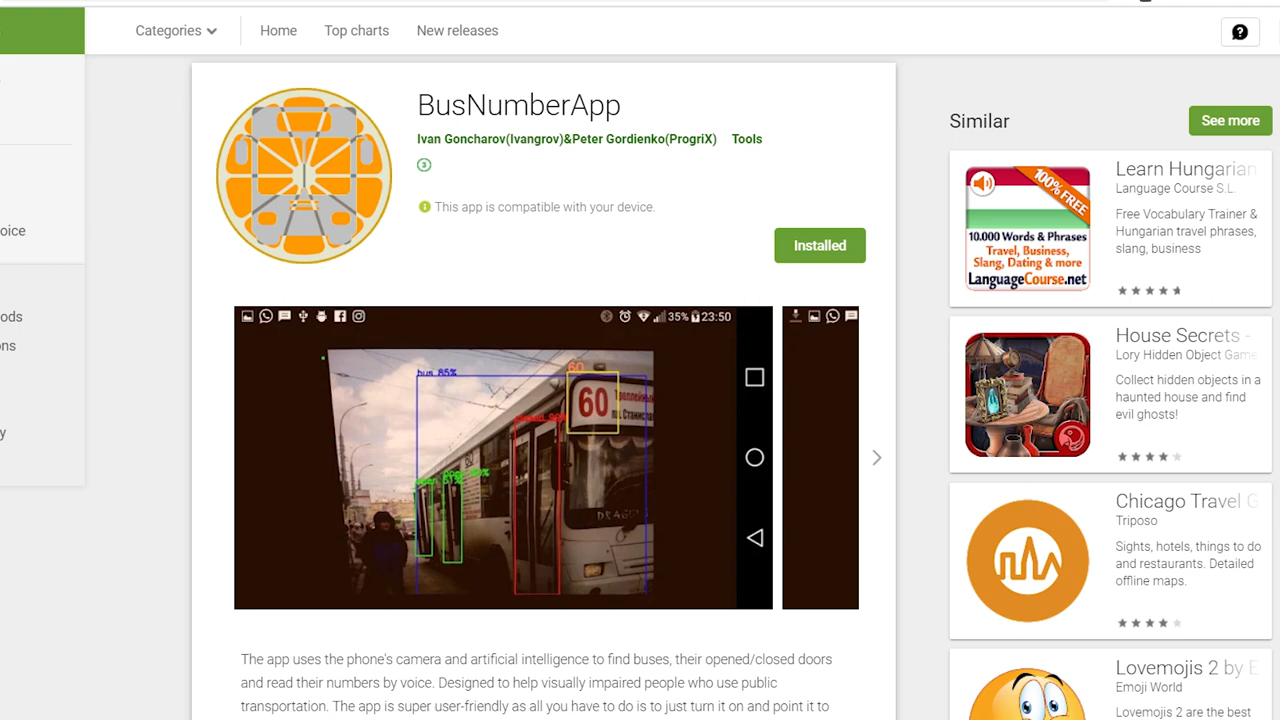 Categories
Home
Top charts
New releases
BusNumberApp
Ivan Goncharov(Ivangrov)&Peter Gordienko(ProgriX)
Tools
3
This app is compatible with your device.
Installed
35%
23:50
bus 85%
60
60
DRAG
The app uses the phone's camera and artificial intelligence to find buses, their opened/closed doors
and read their numbers by voice. Designed to help visually impaired people who use public
transportation. The app is super user-friendly as all you have to do is to just turn it on and point it to
oice
ods
ons
y
Similar
See more
100% FREE
10.000 Words & Phrases
Travel, Business,
Slang, Dating & more
LanguageCourse.net
Learn Hungarian
Language Course S.L.
Free Vocabulary Trainer &
Hungarian travel phrases,
slang, business
House Secrets -
Lory Hidden Object Game
Collect hidden objects in a
haunted house and find
evil ghosts!
Chicago Travel G
Triposo
Sights, hotels, things to do
and restaurants. Detailed
offline maps.
Lovemojis 2 by E
Emoji World
Lovemojis 2 are the best